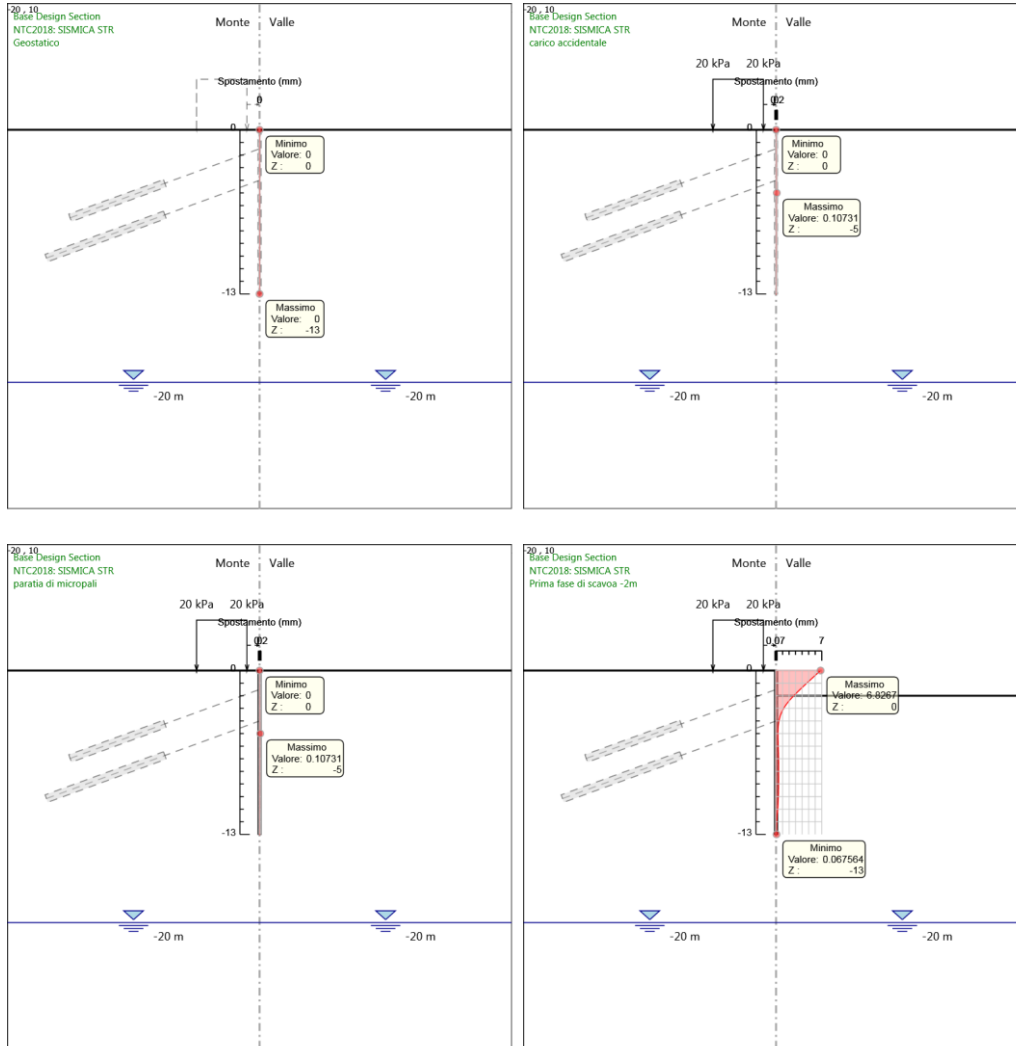 -20 , 10
Base Design Section
NTC2018: SISMICA STR
Geostatico
Monte Valle
Spostamento (mm)
0
0
Minimo
Valore: 0
Z : 0
-13
Massimo
Valore: 0
Z : -13
-20 m
-20 m
-20 , 10
Base Design Section
NTC2018: SISMICA STR
carico accidentale
Monte Valle
20 kPa 20 kPa
Spostamento (mm)
0
Minimo
Valore: 0
Z : 0
Massimo
Valore: 0.10731
Z : -5
-13
-20 m
-20 m
-20 , 10
Base Design Section
NTC2018: SISMICA STR
paratia di micropali
Monte Valle
20 kPa 20 kPa
Spostamento (mm)
0
Minimo
Valore: 0
Z : 0
Massimo
Valore: 0.10731
Z : -5
-13
-20 m
-20 m
-20 , 10
Base Design Section
NTC2018: SISMICA STR
Prima fase di scavoa -2m
Monte Valle
20 kPa 20 kPa
Spostamento (mm)
0.07 7
0
Massimo
Valore: 6.8267
Z : 0
-13
Minimo
Valore: 0.067564
Z : -13
-20 m
-20 m